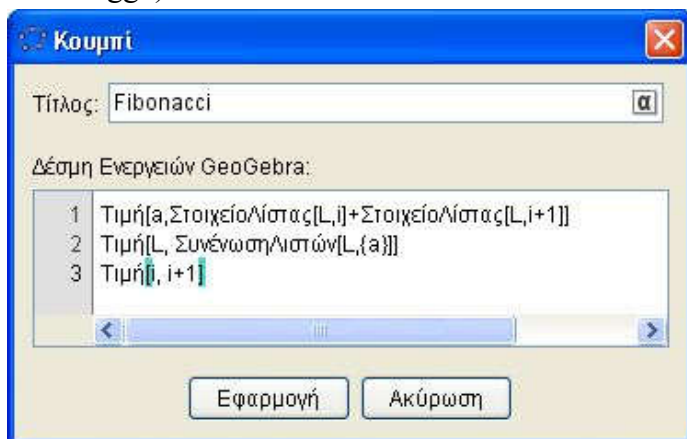 Κουμπί
Τίτλος: Fibonacci α
Δέσμη Ενεργειών GeoGebra:
1 Τιμή[a,ΣτοιχείοΛίστας[L,i]+ΣτοιχείοΛίστας[L,i+1]]
2 Τιμή[L, ΣυνένωσηΛιστών[L,{a}]]
3 Τιμή[i, i+1]
Εφαρμογή Ακύρωση